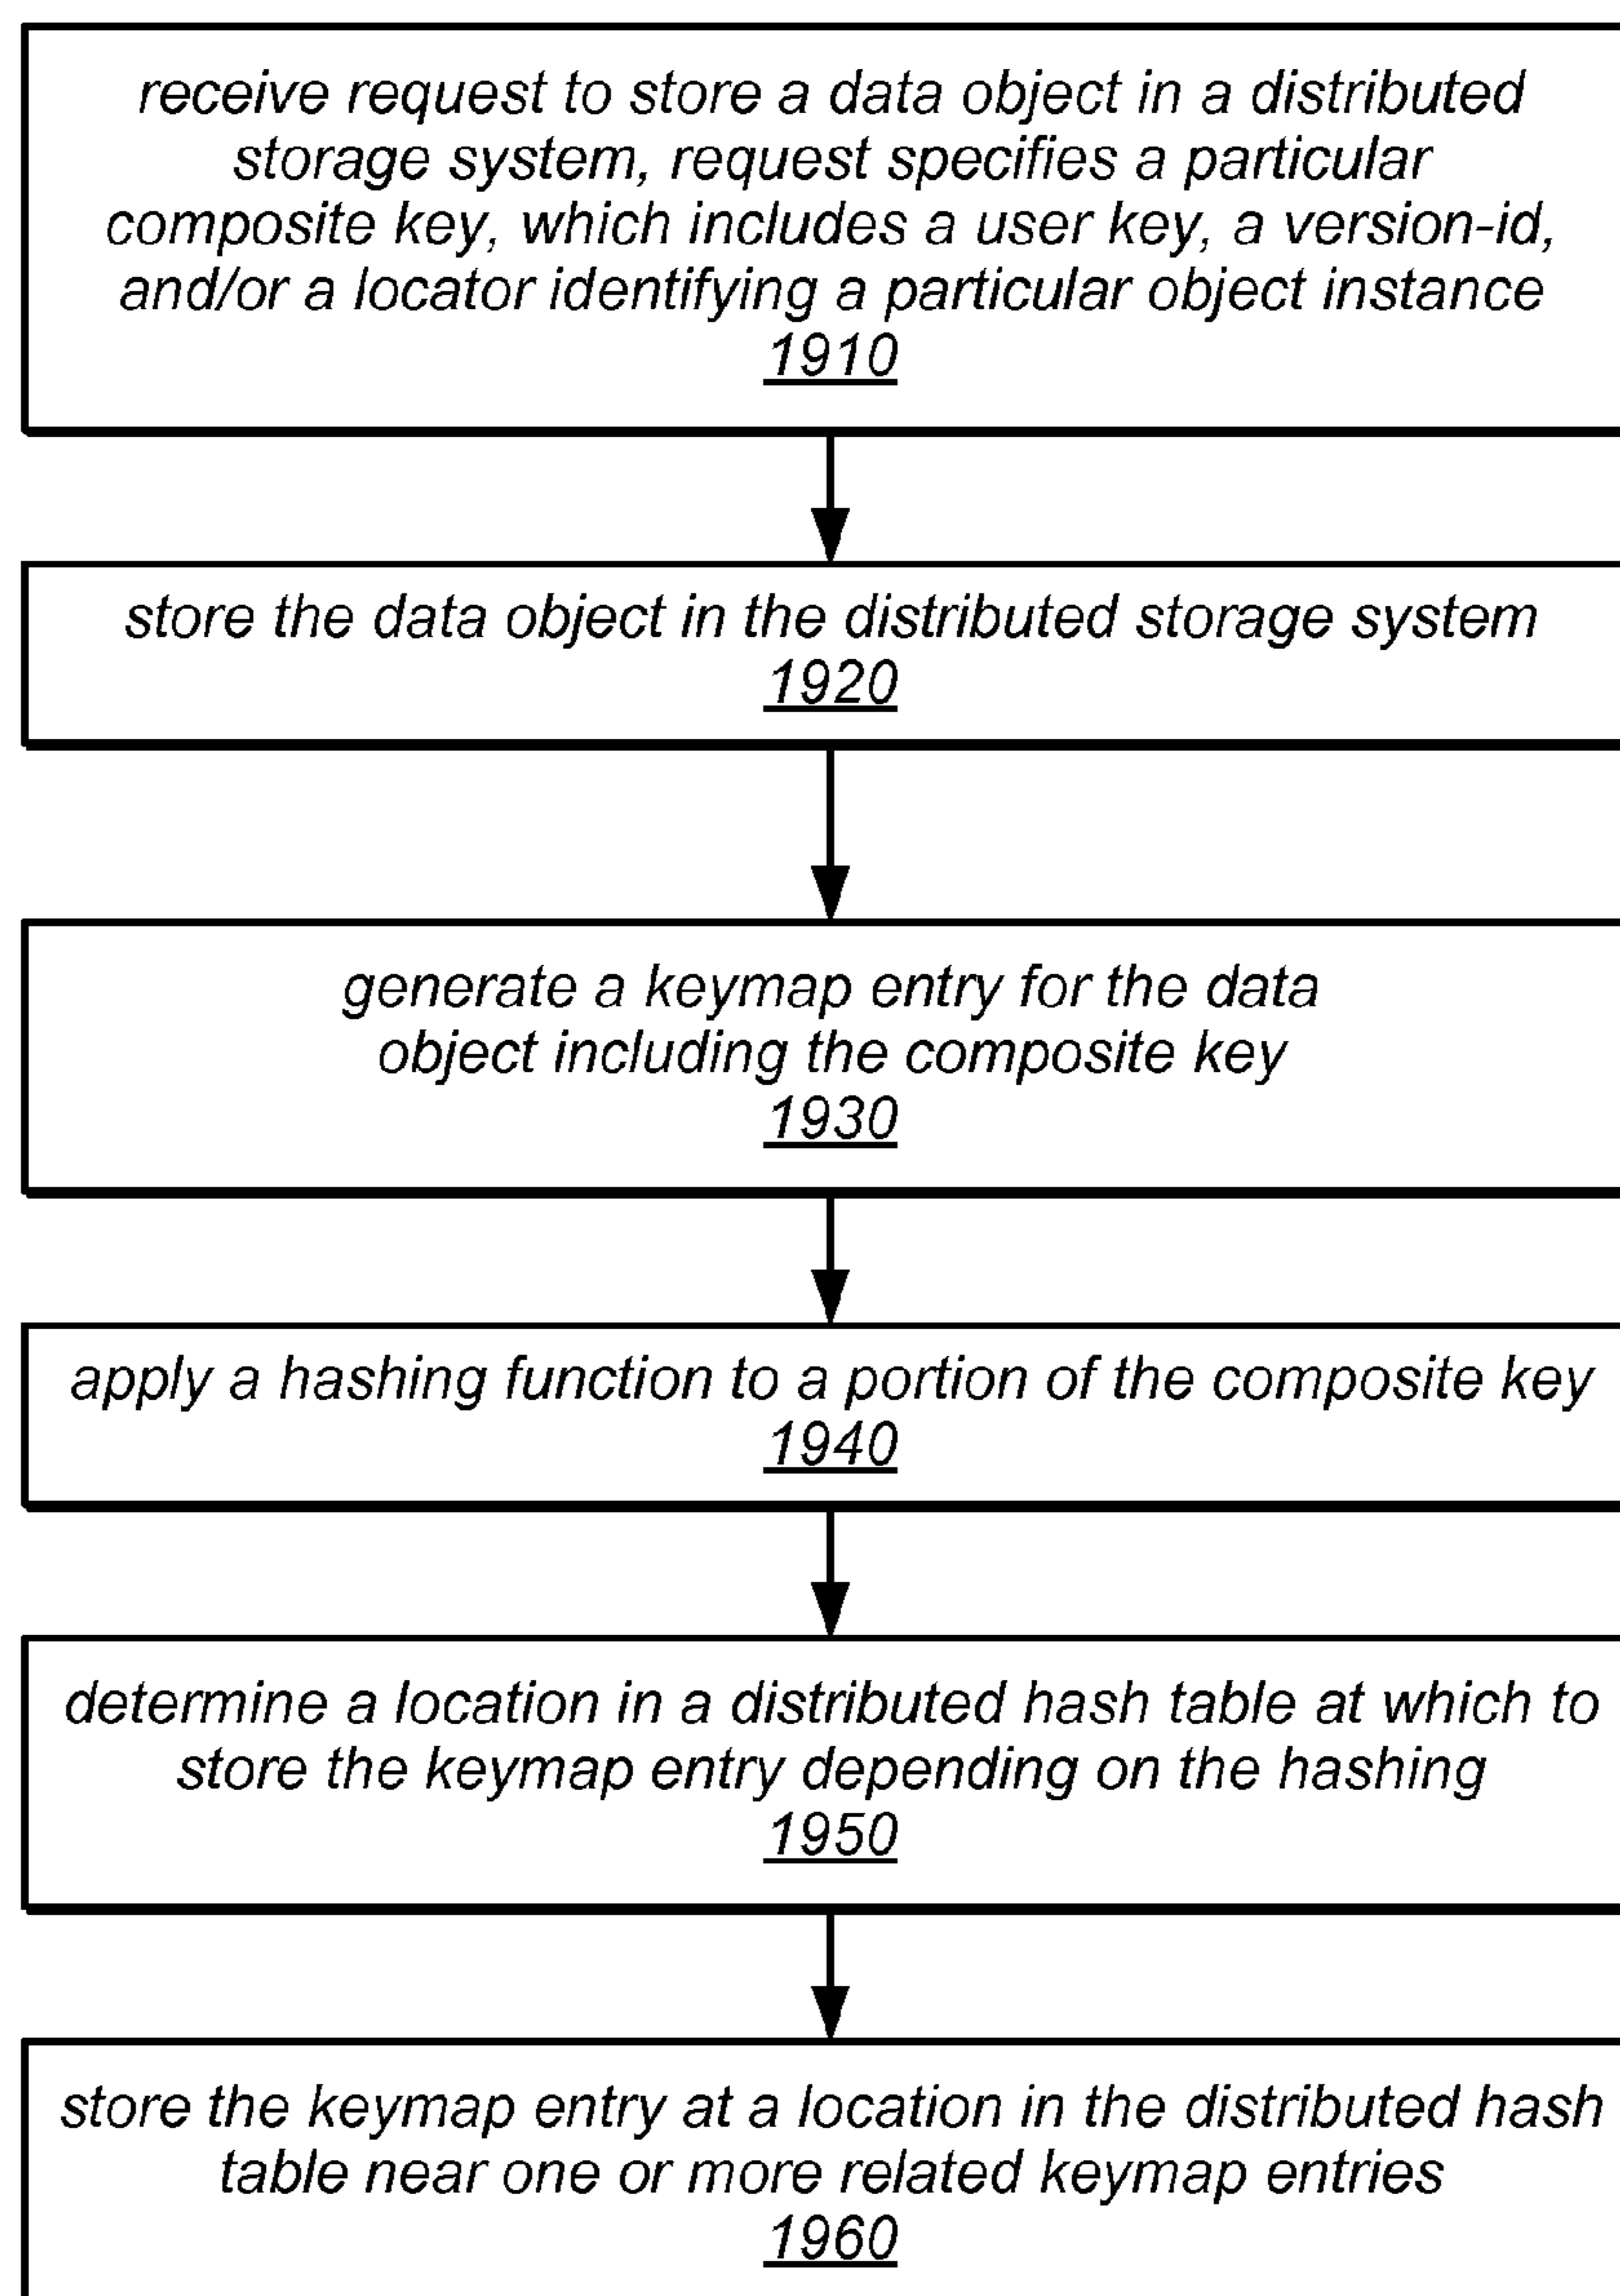 receive request to store a data object in a distributed
storage system, request specifies a particular
composite key, which includes a user key, a version-id,
and/or a locator identifying a particular object instance
1910
store the data object in the distributed storage system
1920
generate a keymap entry for the data
object including the composite key
1930
apply a hashing function to a portion of the composite key
1940
determine a location in a distributed hash table at which to
store the keymap entry depending on the hashing
1950
store the keymap entry at a location in the distributed hash
table near one or more related keymap entries
1960